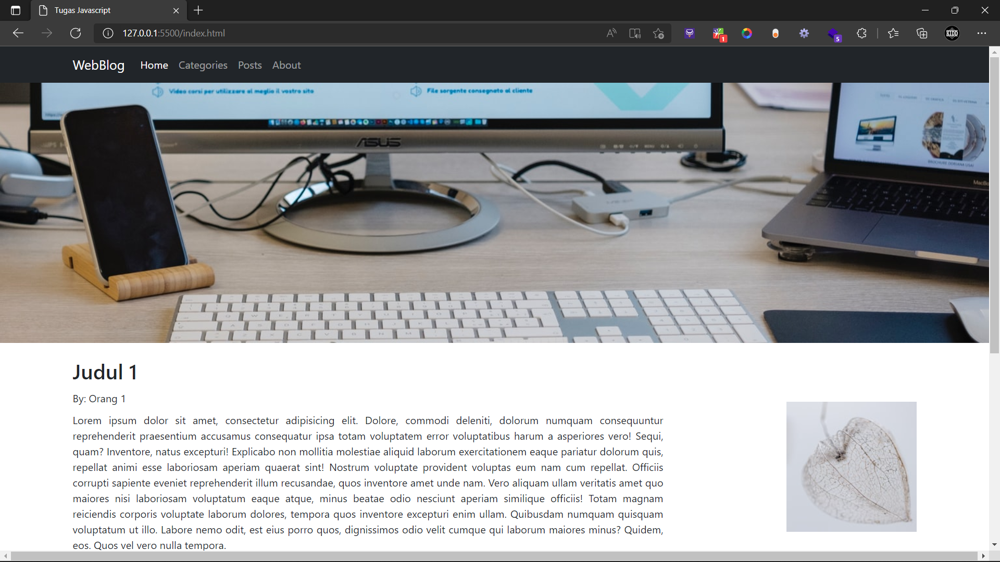 Tugas Javascript
127.0.0.1:5500/index.html
1
5
KIDD
WebBlog Home Categories Posts About
Video corsi per utilizzare al meglio il vostro sito
File sorgente consegnato al cliente
ASUS
BROCHURE DORIANA USAI
MacBo
Judul 1
By: Orang 1
Lorem ipsum dolor sit amet, consectetur adipisicing elit. Dolore, commodi deleniti, dolorum numquam consequuntur
reprehenderit praesentium accusamus consequatur ipsa totam voluptatem error voluptatibus harum a asperiores vero! Sequi,
quam? Inventore, natus excepturi! Explicabo non mollitia molestiae aliquid laborum exercitationem eaque pariatur dolorum quis,
repellat animi esse laboriosam aperiam quaerat sint! Nostrum voluptate provident voluptas eum nam cum repellat. Officiis
corrupti sapiente eveniet reprehenderit illum recusandae, quos inventore amet unde nam. Vero aliquam ullam veritatis amet quo
maiores nisi laboriosam voluptatum eaque atque, minus beatae odio nesciunt aperiam similique officiis! Totam magnam
reiciendis corporis voluptate laborum dolores, tempora quos inventore excepturi enim ullam. Quibusdam numquam quisquam
voluptatum ut illo. Labore nemo odit, est eius porro quos, dignissimos odio velit cumque qui laborum maiores minus? Quidem,
eos. Quos vel vero nulla tempora.